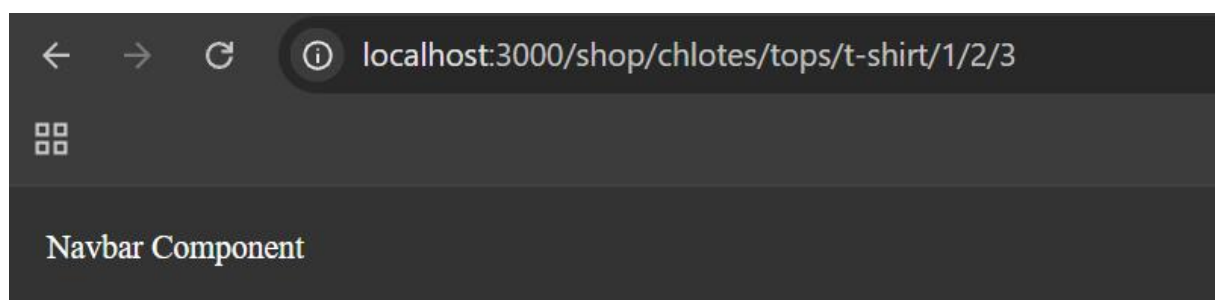 localhost:3000/shop/chlotes/tops/t-shirt/1/2/3
Navbar Component